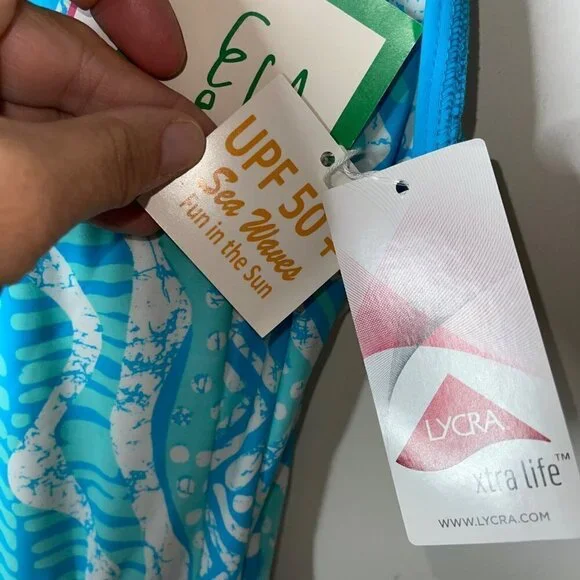 UPF 50+
Sea Waves
Fun in the Sun
LYCRA®
xtra life™
WWW.LYCRA.COM